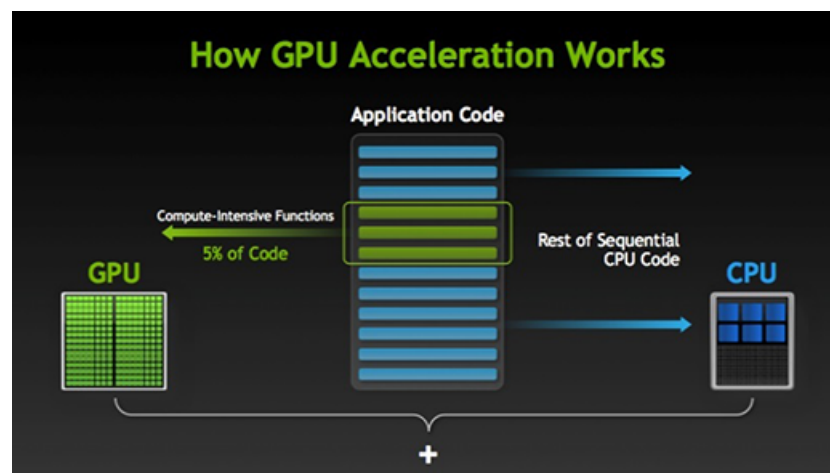 How GPU Acceleration Works
Application Code
Compute-Intensive Functions
5% of Code
Rest of Sequential
CPU Code
GPU
CPU
+